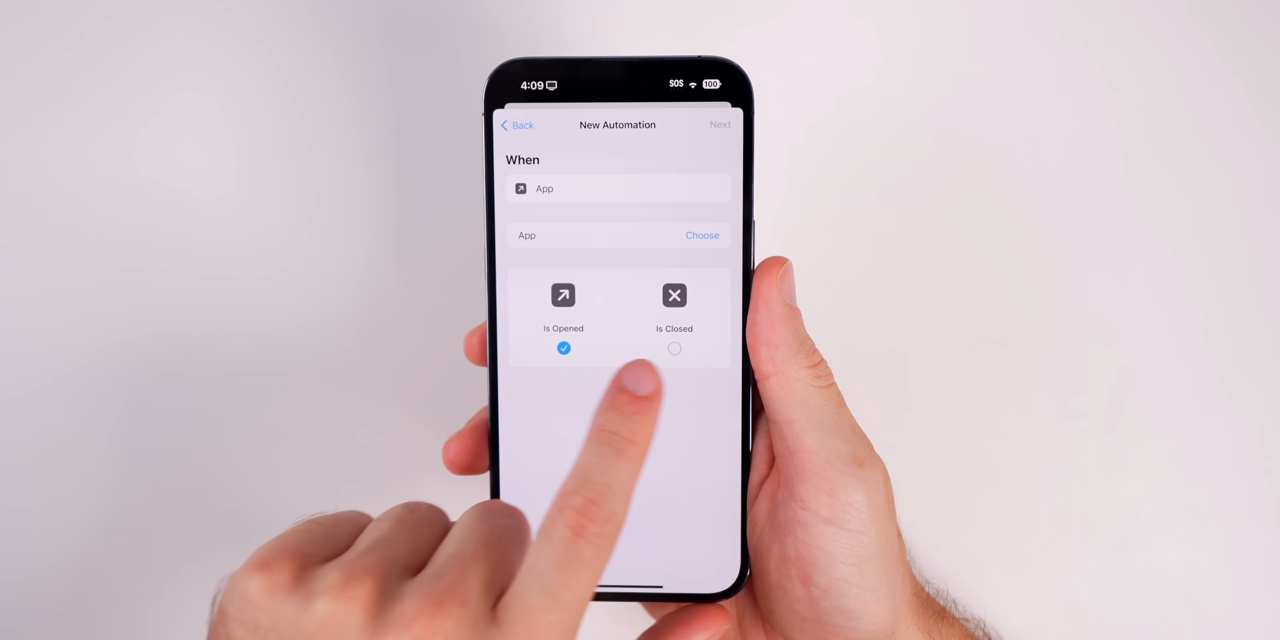 4:09 SOS 100
Back New Automation Next
When
App
App Choose
Is Opened Is Closed